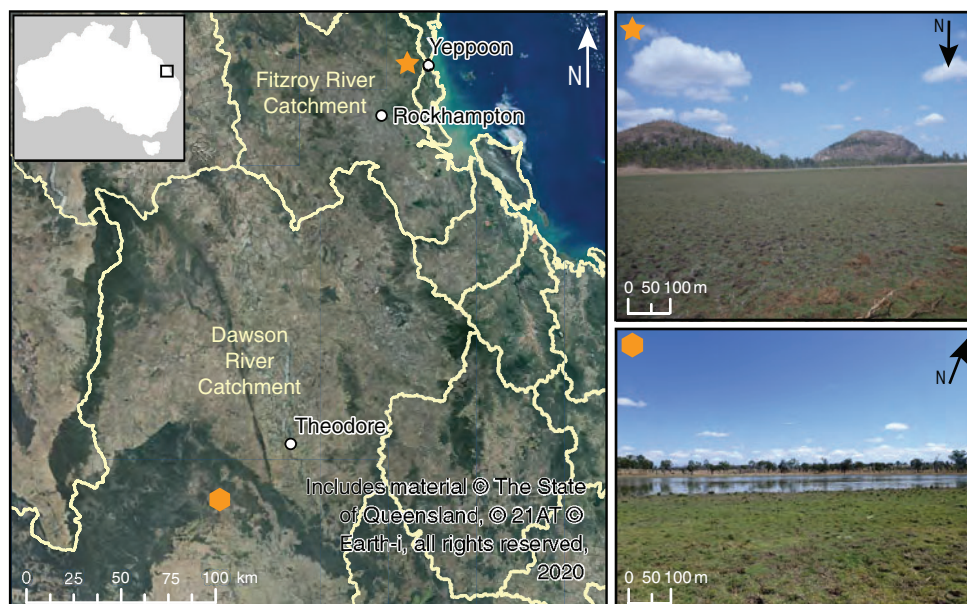 N
Yeppoon
Fitzroy River
Catchment
Rockhampton
Dawson
River
Catchment
Theodore
Includes material © The State
of Queensland, © 21AT ©
Earth-i, all rights reserved,
2020
0 25 50 75 100 km
N
0 50 100 m
N
0 50 100 m